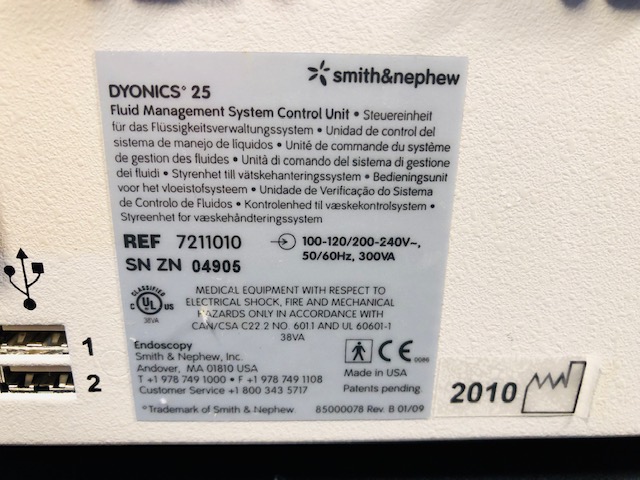 smith&nephew
DYONICS° 25
Fluid Management System Control Unit • Steuereinheit
für das Flüssigkeitsverwaltungssystem • Unidad de control del
sistema de manejo de líquidos • Unité de commande du système
de gestion des fluides • Unità di comando del sistema di gestione
dei fluidi • Styrenhet till vätskehanteringssystem • Bedieningsunit
voor het vloeistofsysteem • Unidade de Verificação do Sistema
de Controlo de Fluidos • Kontrolenhed til væskekontrolsystem •
Styreenhet for væskehåndteringssystem
REF 7211010 100-120/200-240V~,
50/60Hz, 300VA
SN ZN 04905
CLASSIFIED
C UL US
38VA
MEDICAL EQUIPMENT WITH RESPECT TO
ELECTRICAL SHOCK, FIRE AND MECHANICAL
HAZARDS ONLY IN ACCORDANCE WITH
CAN/CSA C22.2 NO. 601.1 AND UL 60601-1
38VA
Endoscopy
Smith & Nephew, Inc.
Andover, MA 01810 USA
T +1 978 749 1000 • F +1 978 749 1108
Customer Service +1 800 343 5717
CE 0086
Made in USA
Patents pending
°Trademark of Smith & Nephew. 85000078 Rev. B 01/09
1
2
2010